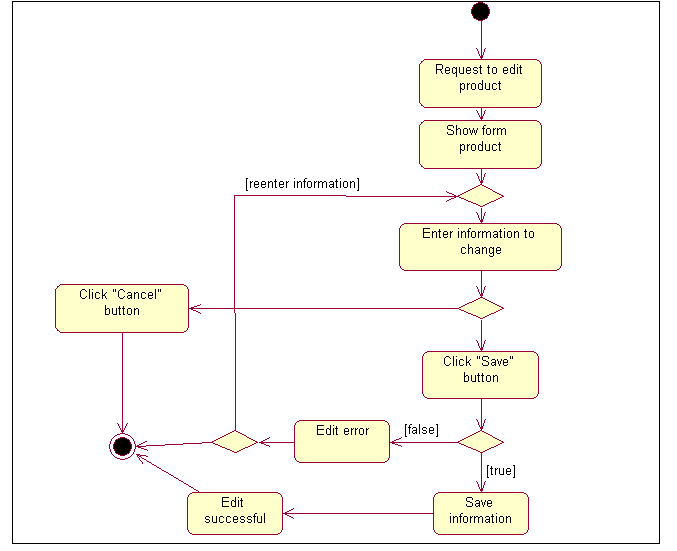 Request to edit
product
Show form
product
[reenter information]
Enter information to
change
Click "Cancel"
button
Click "Save"
button
Edit error
[false]
[true]
Edit
successful
Save
information